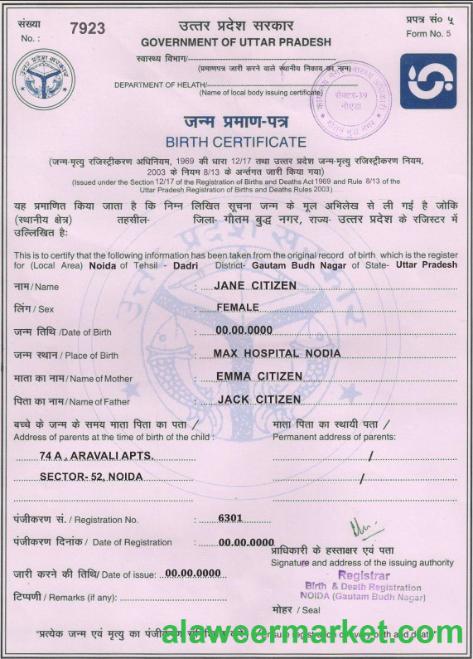 संख्या
No. :
7923
उत्तर प्रदेश सरकार
GOVERNMENT OF UTTAR PRADESH
प्रपत्र सं० ५
Form No. 5
स्वास्थ्य विभाग/
(प्रमाणपत्र जारी करने वाले स्थानीय निकाय का नाम)
DEPARTMENT OF HELATH/
(Name of local body issuing certificate)
सैक्टर-39
नोएडा
जन्म प्रमाण-पत्र
BIRTH CERTIFICATE
(जन्म-मृत्यु रजिस्ट्रीकरण अधिनियम, 1969 की धारा 12/17 तथा उत्तर प्रदेश जन्म-मृत्यु रजिस्ट्रीकरण नियम,
2003 के नियम 8/13 के अर्न्तगत जारी किया गया)
(Issued under the Section 12/17 of the Registration of Births and Deaths Act 1969 and Rule 8/13 of the
Uttar Pradesh Registration of Births and Deaths Rules 2003)
यह प्रमाणित किया जाता है कि निम्न लिखित सूचना जन्म के मूल अभिलेख से ली गई है जोकि
(स्थानीय क्षेत्र) तहसील- जिला- गौतम बुद्ध नगर, राज्य- उत्तर प्रदेश के रजिस्टर में
उल्लिखित है:
This is to certify that the following information has been taken from the original record of birth which is the register
for (Local Area) Noida of Tehsil - Dadri District- Gautam Budh Nagar of State- Uttar Pradesh
नाम/Name : JANE CITIZEN
लिंग/Sex : FEMALE
जन्म तिथि/Date of Birth : 00.00.0000
जन्म स्थान/Place of Birth : MAX HOSPITAL NODIA
माता का नाम/Name of Mother : EMMA CITIZEN
पिता का नाम/Name of Father : JACK CITIZEN
बच्चे के जन्म के समय माता पिता का पता /
Address of parents at the time of birth of the child :
माता पिता का स्थायी पता /
Permanent address of parents:
74 A , ARAVALI APTS.
/
SECTOR- 52, NOIDA
/
पंजीकरण सं. / Registration No. : 6301
पंजीकरण दिनांक/ Date of Registration : 00.00.0000
प्राधिकारी के हस्ताक्षर एवं पता
Signature and address of the issuing authority
जारी करने की तिथि/ Date of issue: 00.00.0000
Registrar
Birth & Death Registration
NOIDA (Gautam Budh Nagar)
टिप्पणी / Remarks (if any):
मोहर / Seal
"प्रत्येक जन्म एवं मृत्यु का पंजीकरण
alaweermarket.com